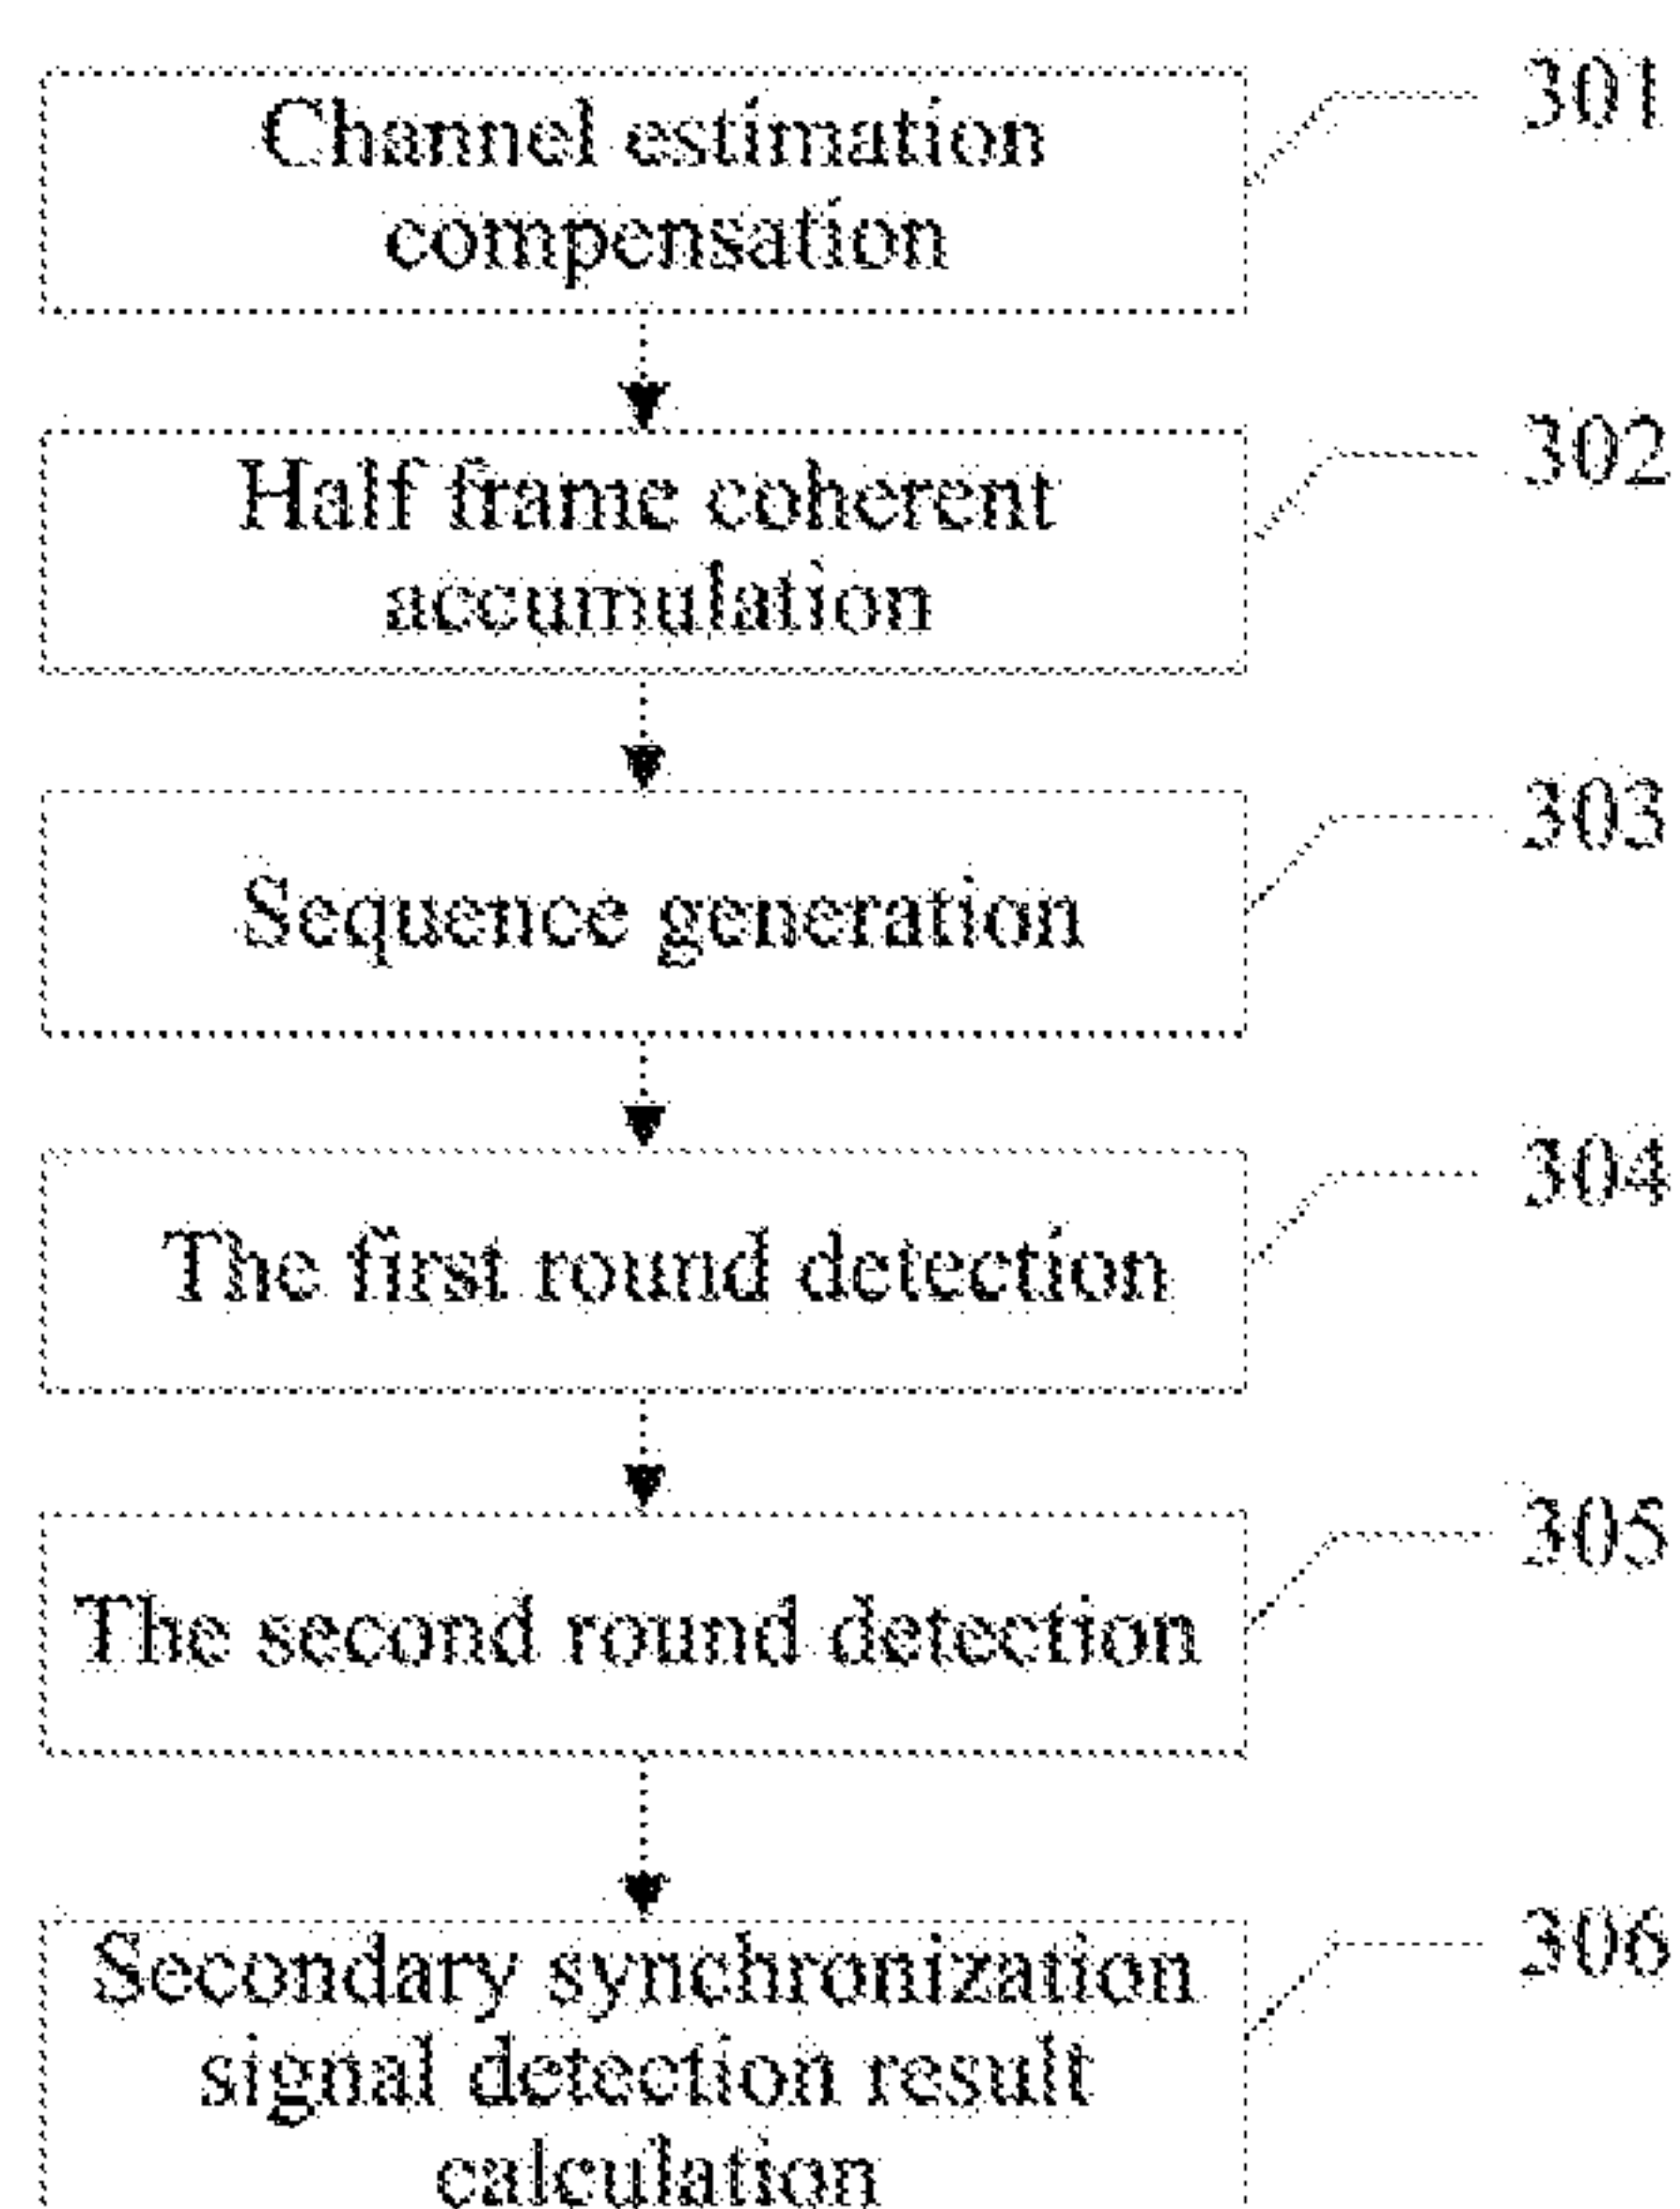 Channel estimation
compensation
301
Half frame coherent
accumulation
302
Sequence generation
303
The first round detection
304
The second round detection
305
Secondary synchronization
signal detection result
calculation
306